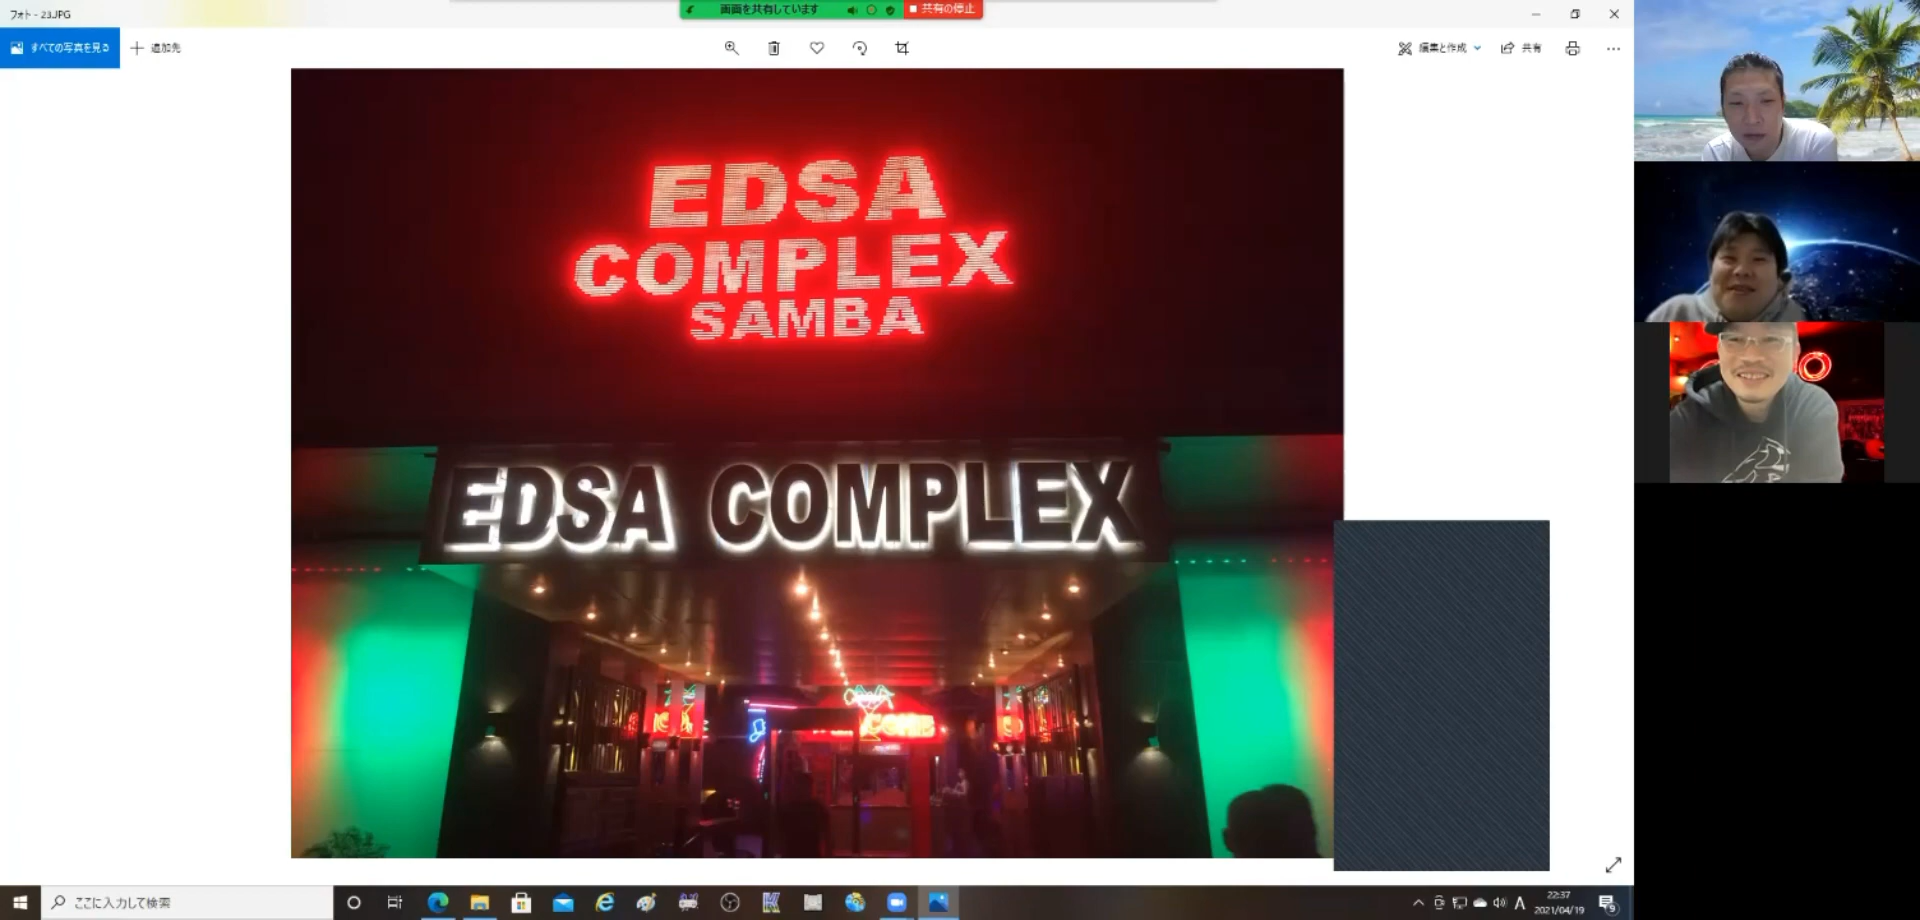 フォト - 23.JPG
画面を共有しています
共有の停止
すべての写真を見る
追加先
編集と作成
共有
EDSA
COMPLEX
SAMBA
EDSA COMPLEX
ここに入力して検索
A
22:37
2021/04/19
9